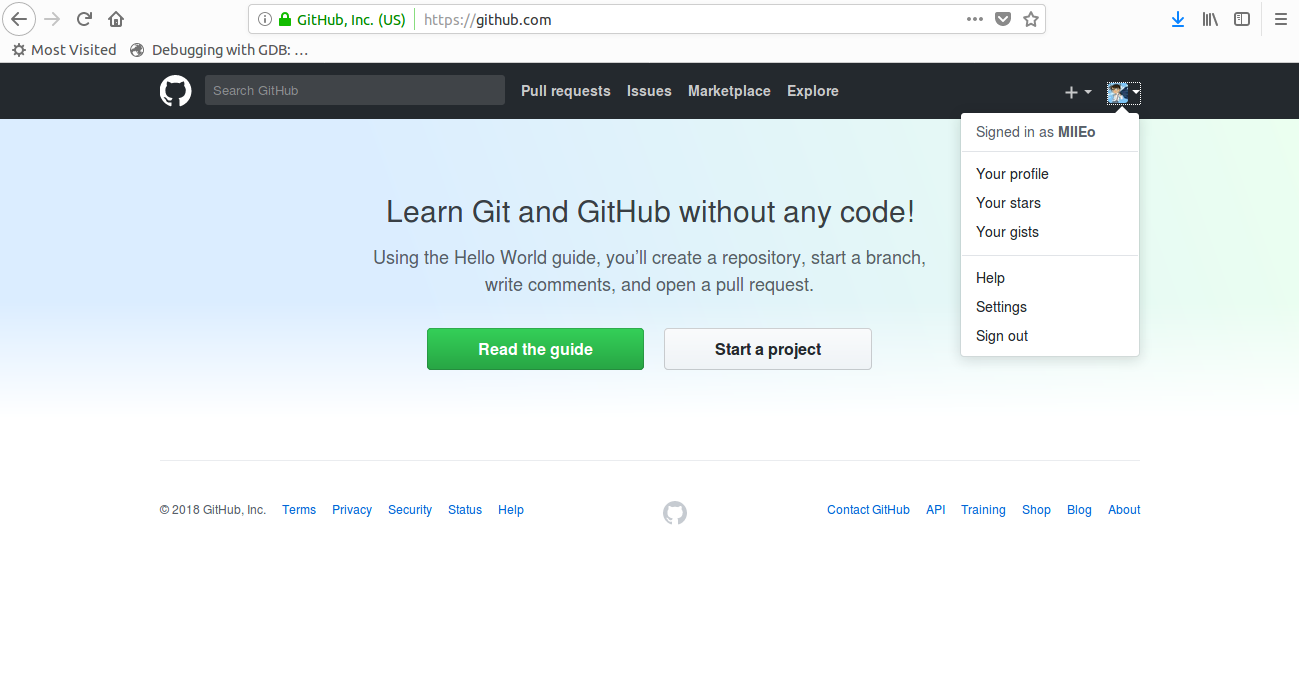 GitHub, Inc. (US) https://github.com
Most Visited Debugging with GDB: …
Search GitHub Pull requests Issues Marketplace Explore
Signed in as MIlEo
Your profile
Your stars
Your gists
Help
Settings
Sign out
Learn Git and GitHub without any code!
Using the Hello World guide, you’ll create a repository, start a branch,
write comments, and open a pull request.
Read the guide Start a project
© 2018 GitHub, Inc. Terms Privacy Security Status Help Contact GitHub API Training Shop Blog About